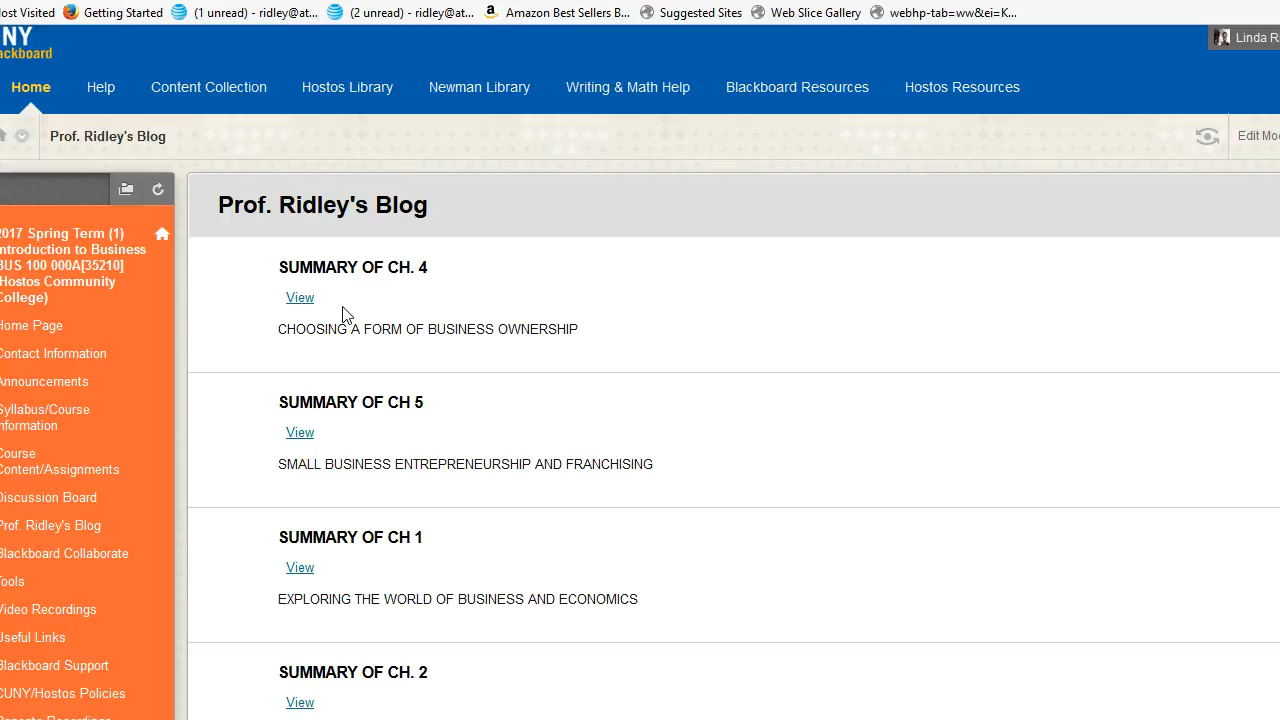 ost Visited Getting Started (1 unread) - ridley@at... (2 unread) - ridley@at... Amazon Best Sellers B... Suggested Sites Web Slice Gallery webhp-tab=ww&ei=K...
NY
ackboard
Linda R
Home Help Content Collection Hostos Library Newman Library Writing & Math Help Blackboard Resources Hostos Resources
Prof. Ridley's Blog
Edit Mo
2017 Spring Term (1)
ntroduction to Business
BUS 100 000A[35210]
(Hostos Community
College)
Home Page
Contact Information
Announcements
Syllabus/Course
nformation
Course
Content/Assignments
Discussion Board
Prof. Ridley's Blog
Blackboard Collaborate
Tools
Video Recordings
Useful Links
Blackboard Support
CUNY/Hostos Policies
Prof. Ridley's Blog
SUMMARY OF CH. 4
View
CHOOSING A FORM OF BUSINESS OWNERSHIP
SUMMARY OF CH 5
View
SMALL BUSINESS ENTREPRENEURSHIP AND FRANCHISING
SUMMARY OF CH 1
View
EXPLORING THE WORLD OF BUSINESS AND ECONOMICS
SUMMARY OF CH. 2
View